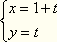 x = 1 + t
y = t